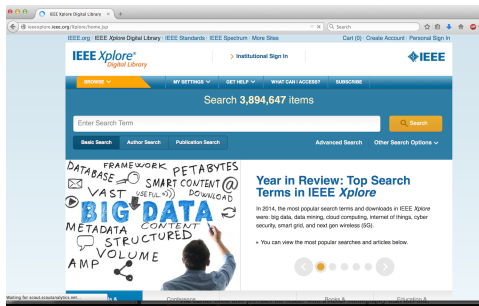 IEEE Xplore Digital Library
ieeexplore.ieee.org/Xplore/home.jsp
Search
IEEE.org | IEEE Xplore Digital Library | IEEE Standards | IEEE Spectrum | More Sites
Cart (0) | Create Account | Personal Sign In
IEEE Xplore®
Digital Library
> Institutional Sign In
IEEE
BROWSE
MY SETTINGS
GET HELP
WHAT CAN I ACCESS?
SUBSCRIBE
Search 3,894,647 items
Enter Search Term
Search
Basic Search
Author Search
Publication Search
Advanced Search
Other Search Options
DATABASE
FRAMEWORK
PETABYTES
SMART CONTENT @
VAST
USEFUL
DOWNLOAD
BIG DATA
METADATA
CONTENT
STRUCTURED
VOLUME
AMP
Year in Review: Top Search
Terms in IEEE Xplore
In 2014, the most popular search terms and downloads in IEEE Xplore
were: big data, data mining, cloud computing, internet of things, cyber
security, smart grid, and next gen wireless (5G).
» You can view the most popular searches and articles below.
Conference
Books &
Waiting for scout.scoutanalytics.net...